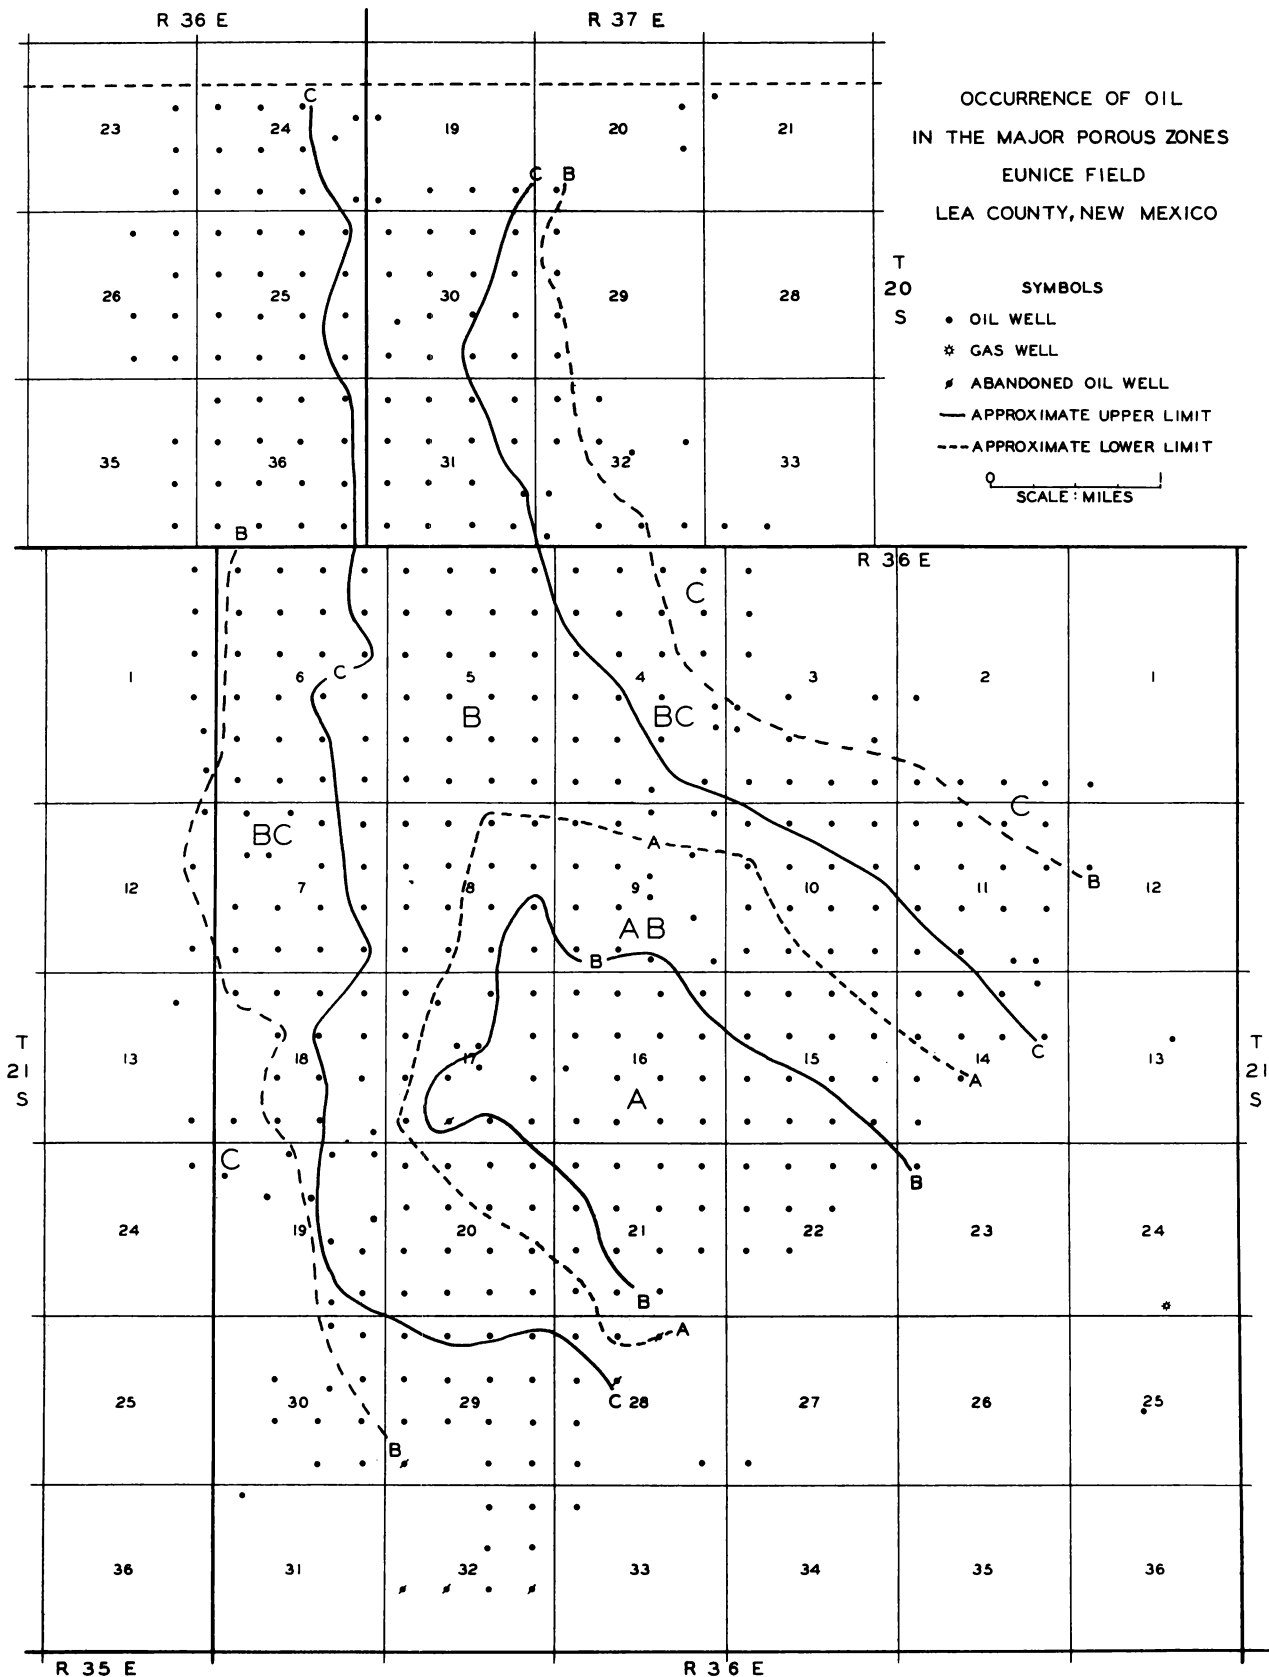 R 36 E R 37 E
OCCURRENCE OF OIL
IN THE MAJOR POROUS ZONES
EUNICE FIELD
LEA COUNTY, NEW MEXICO
C
23 24 19 20 21
C B
T
20
S
26 25 30 29 28
SYMBOLS
OIL WELL
GAS WELL
ABANDONED OIL WELL
APPROXIMATE UPPER LIMIT
APPROXIMATE LOWER LIMIT
0 1
SCALE : MILES
35 36 31 32 33
B
R 36 E
C
1 6 C 5 4 3 2 1
B BC
C
BC A
12 7 8 9 10 11 B 12
AB
B
T
21
S
13 18 17 16 15 14 C 13
A
A
T
21
S
C B
24 19 20 21 22 23 24
B
A
25 30 29 C 28 27 26 25
B
36 31 32 33 34 35 36
R 35 E R 36 E